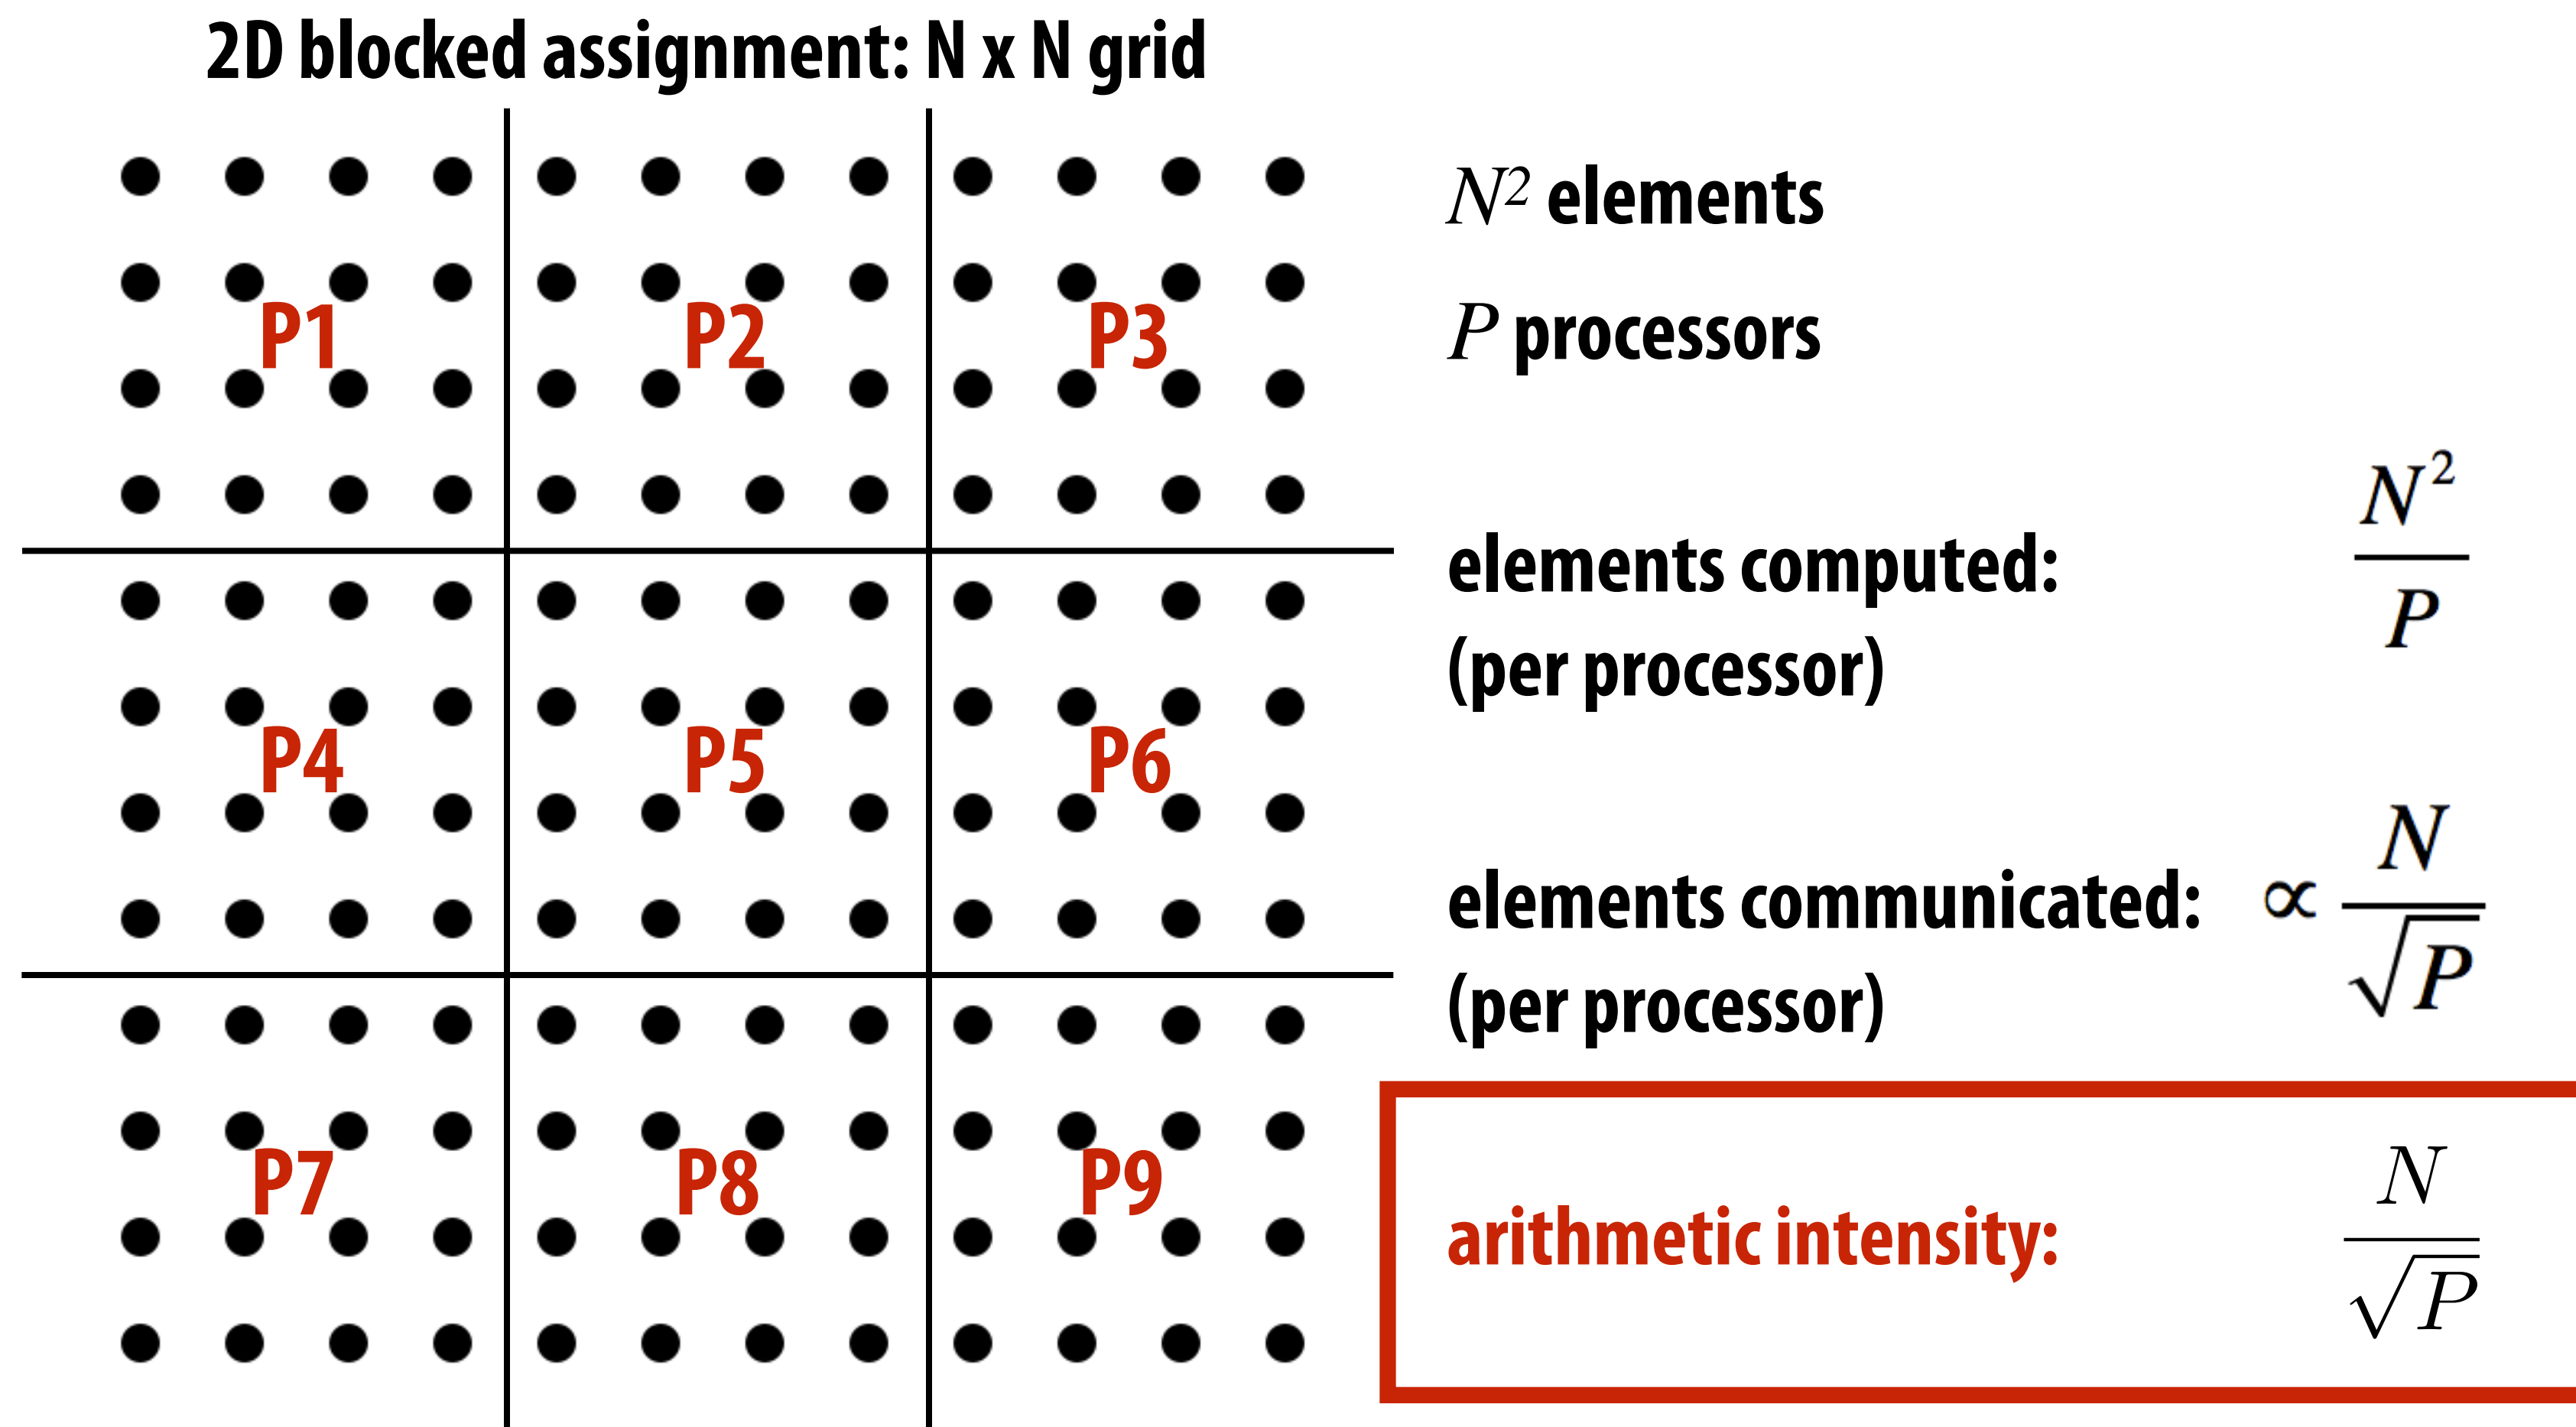 2D blocked assignment: N x N grid
P1 P2 P3
P4 P5 P6
P7 P8 P9
N² elements
P processors
elements computed: N² / P
(per processor)
elements communicated: ∝ N / √P
(per processor)
arithmetic intensity: N / √P